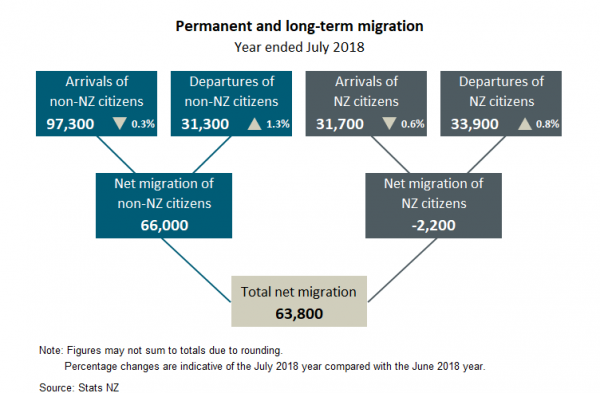 Permanent and long-term migration
Year ended July 2018
Arrivals of
non-NZ citizens
97,300 ▼ 0.3%
Departures of
non-NZ citizens
31,300 ▲ 1.3%
Arrivals of
NZ citizens
31,700 ▼ 0.6%
Departures of
NZ citizens
33,900 ▲ 0.8%
Net migration of
non-NZ citizens
66,000
Net migration of
NZ citizens
-2,200
Total net migration
63,800
Note: Figures may not sum to totals due to rounding.
Percentage changes are indicative of the July 2018 year compared with the June 2018 year.
Source: Stats NZ